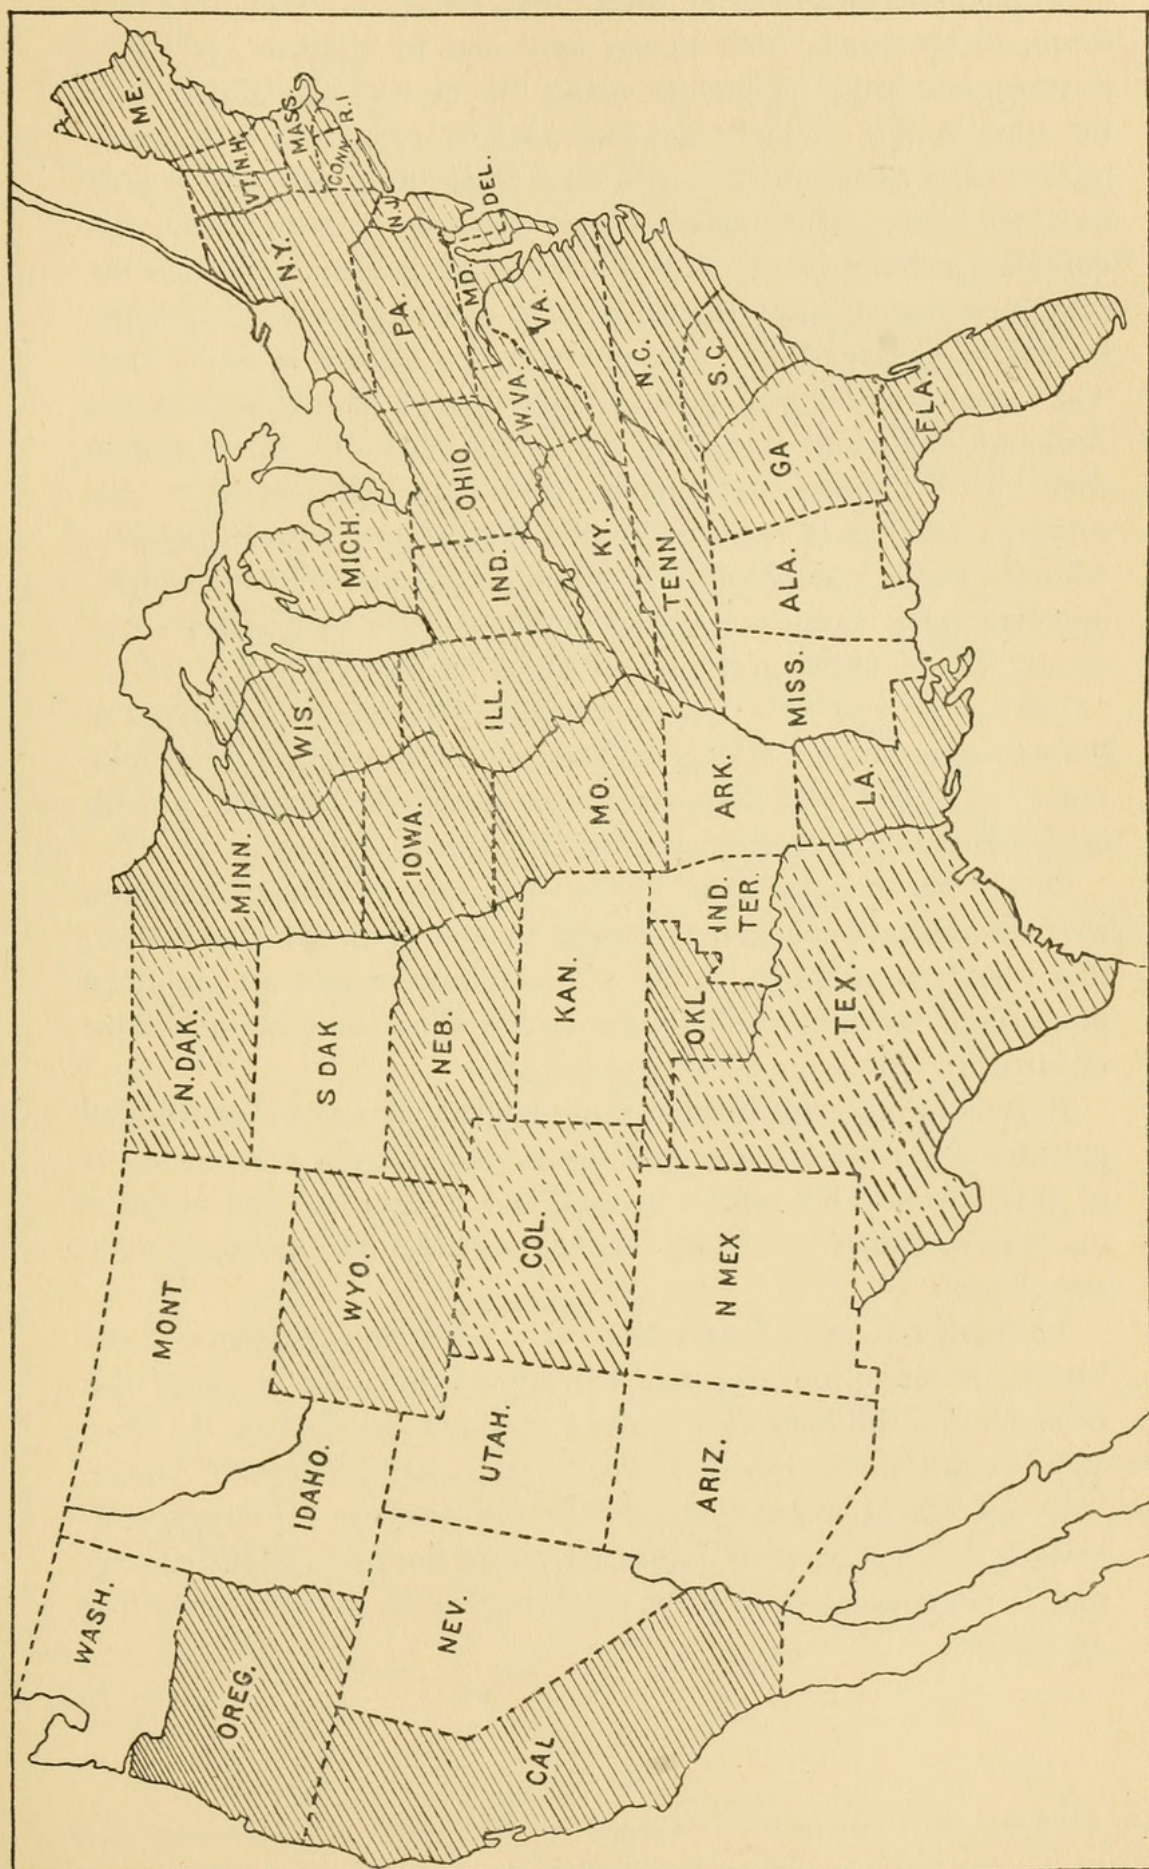 WASH.
OREG.
CAL
NEV.
IDAHO.
MONT
WYO.
UTAH.
ARIZ.
COL.
N MEX
N. DAK.
S DAK
NEB.
KAN.
OKL
IND.
TER.
TEX.
MINN.
IOWA.
MO.
ARK.
LA.
WIS.
ILL.
MICH.
IND.
OHIO.
KY.
TENN.
MISS.
ALA.
GA
FLA.
S.C.
N.C.
VA.
W.VA.
MD.
DEL.
PA.
N.J.
N.Y.
CONN.
R.I
MASS.
VT.
N.H.
ME.